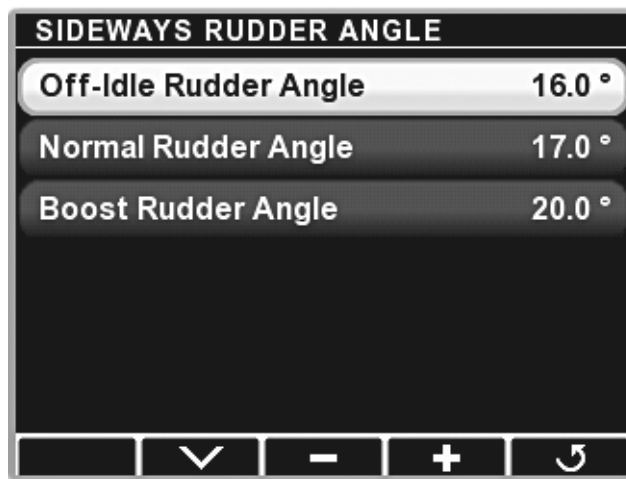 SIDEWAYS RUDDER ANGLE
Off-Idle Rudder Angle 16.0 °
Normal Rudder Angle 17.0 °
Boost Rudder Angle 20.0 °